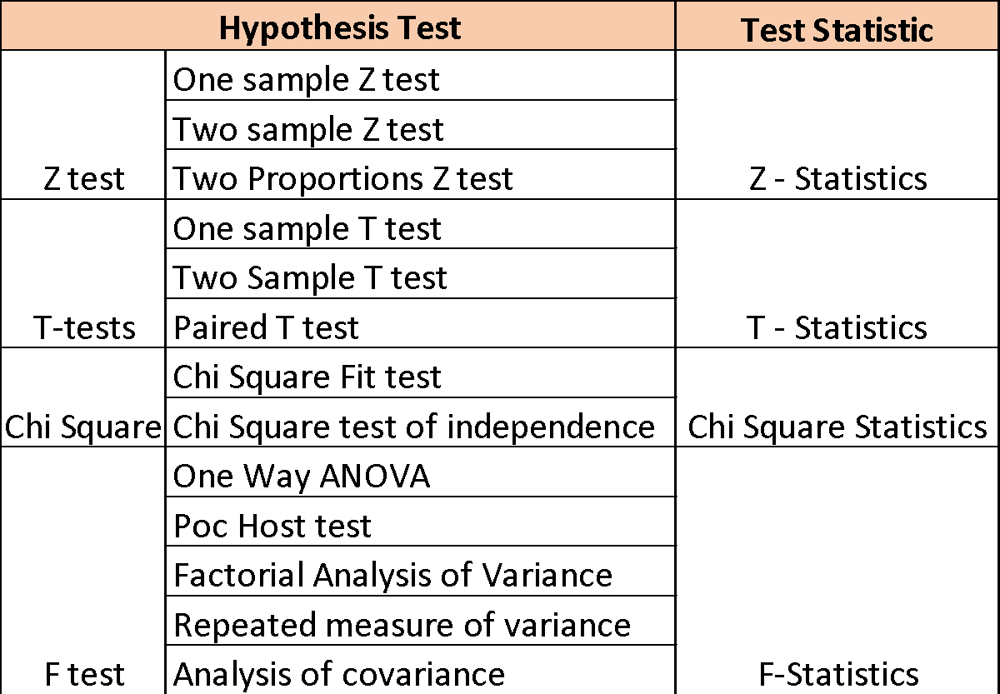 Hypothesis Test Test Statistic
One sample Z test
Two sample Z test
Z test Two Proportions Z test Z - Statistics
One sample T test
Two Sample T test
T-tests Paired T test T - Statistics
Chi Square Fit test
Chi Square Chi Square test of independence Chi Square Statistics
One Way ANOVA
Poc Host test
Factorial Analysis of Variance
Repeated measure of variance
F test Analysis of covariance F-Statistics